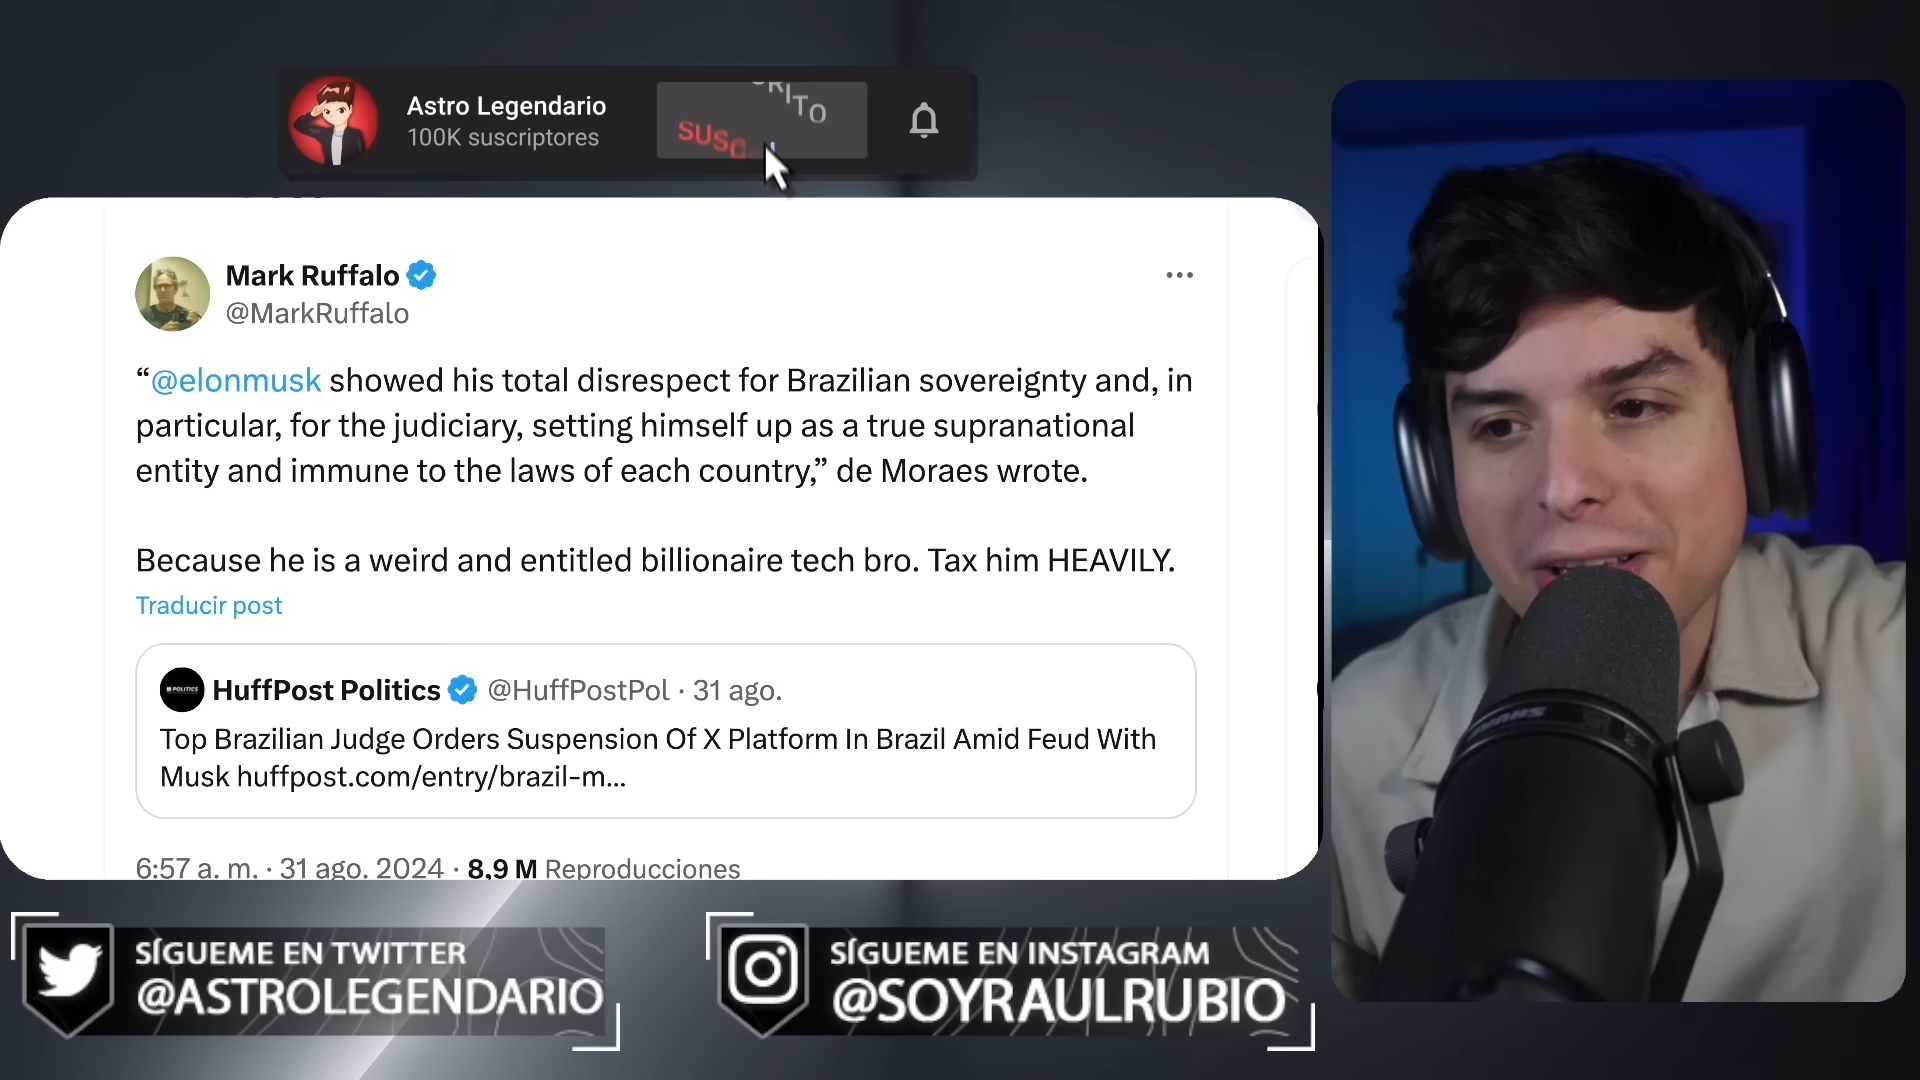 Astro Legendario
100K suscriptores
Mark Ruffalo
@MarkRuffalo
“@elonmusk showed his total disrespect for Brazilian sovereignty and, in
particular, for the judiciary, setting himself up as a true supranational
entity and immune to the laws of each country,” de Moraes wrote.
Because he is a weird and entitled billionaire tech bro. Tax him HEAVILY.
Traducir post
POLITICS
HuffPost Politics @HuffPostPol · 31 ago.
Top Brazilian Judge Orders Suspension Of X Platform In Brazil Amid Feud With
Musk huffpost.com/entry/brazil-m...
6:57 a. m. · 31 ago. 2024 · 8,9 M Reproducciones
SÍGUEME EN TWITTER
@ASTROLEGENDARIO
SÍGUEME EN INSTAGRAM
@SOYRAULRUBIO